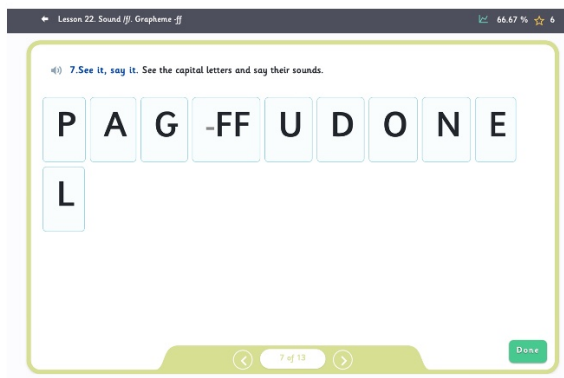 Lesson 22. Sound /f/. Grapheme -ff
66.67 % 6
7.See it, say it. See the capital letters and say their sounds.
P A G -FF U D O N E
L
7 of 13
Done